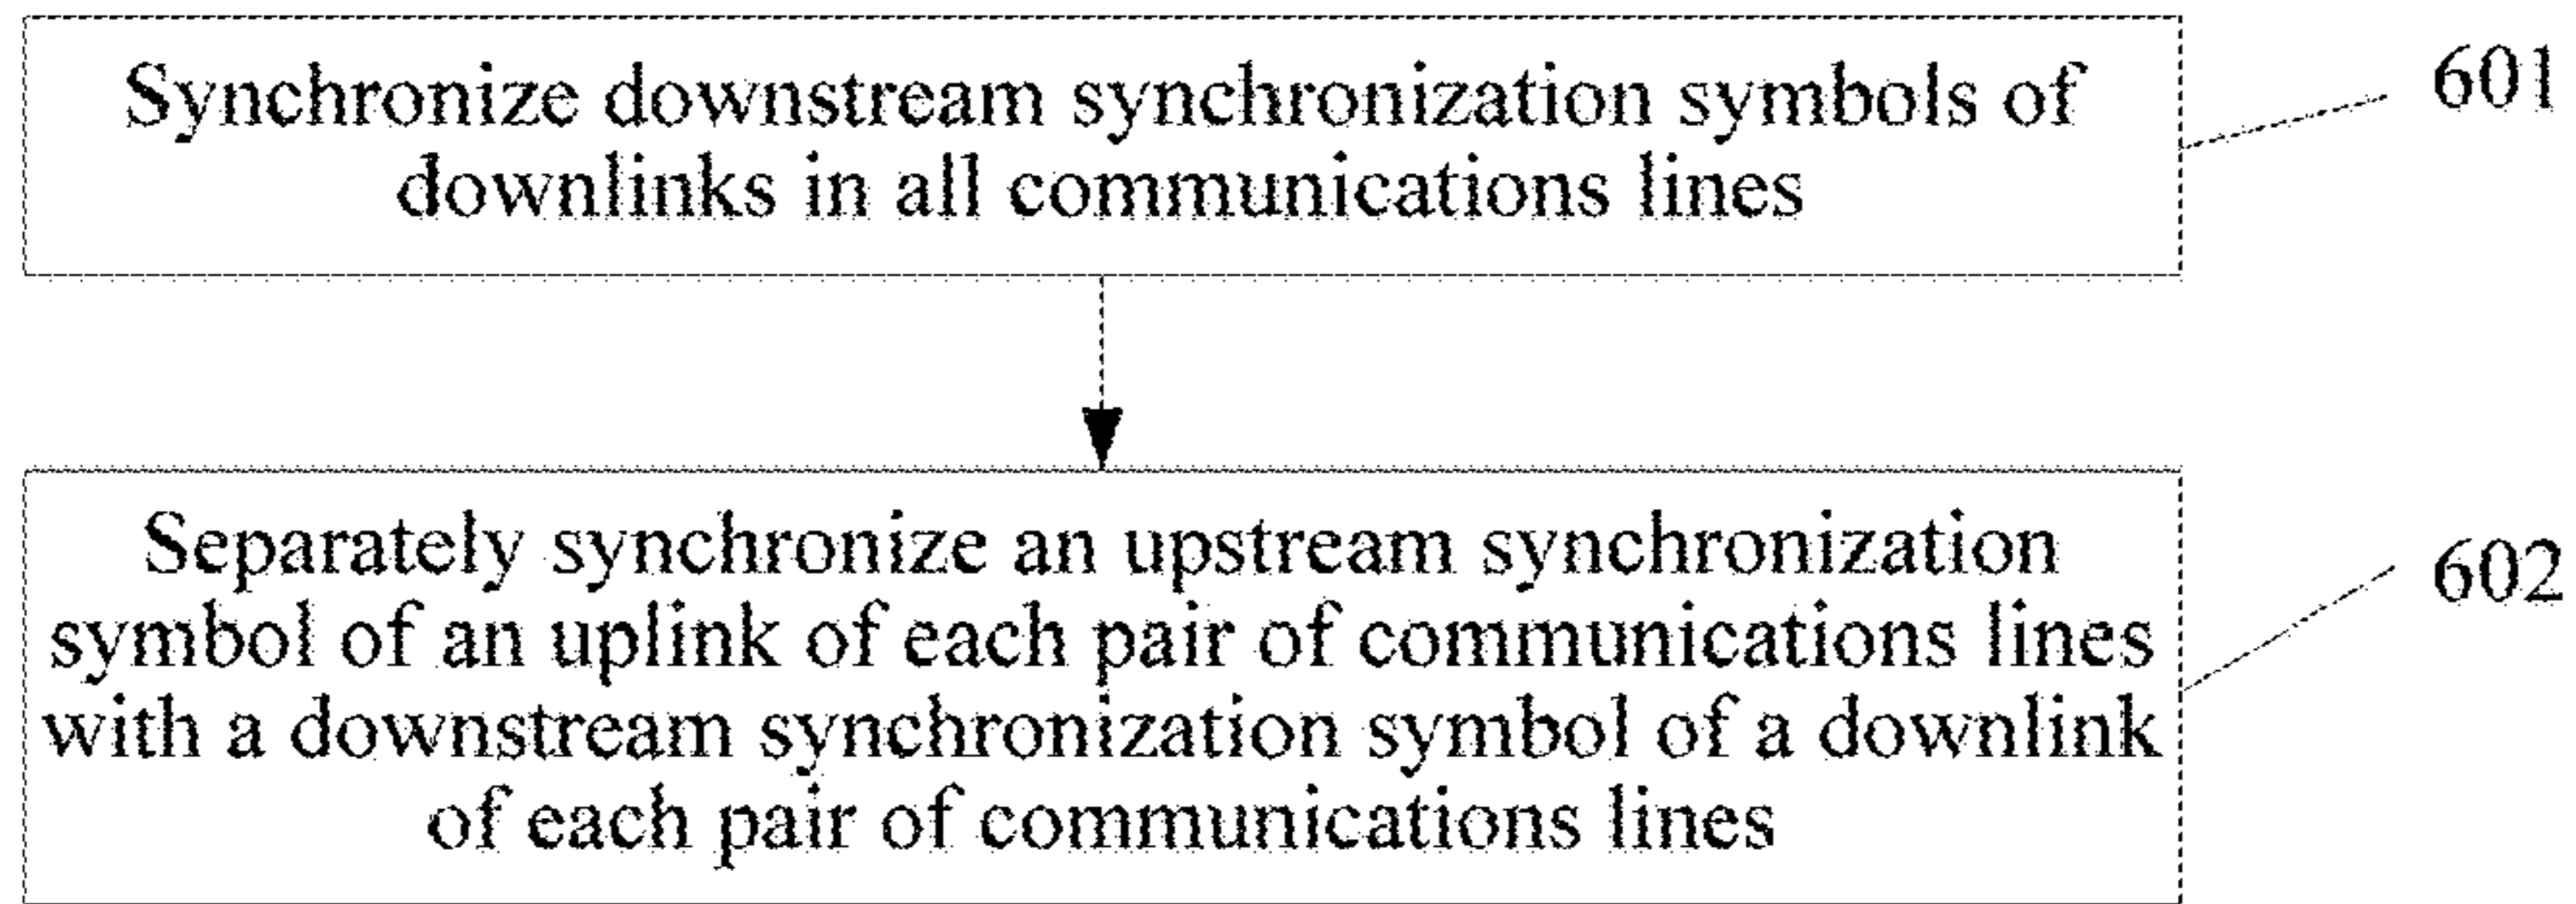 Synchronize downstream synchronization symbols of
downlinks in all communications lines
601
Separately synchronize an upstream synchronization
symbol of an uplink of each pair of communications lines
with a downstream synchronization symbol of a downlink
of each pair of communications lines
602